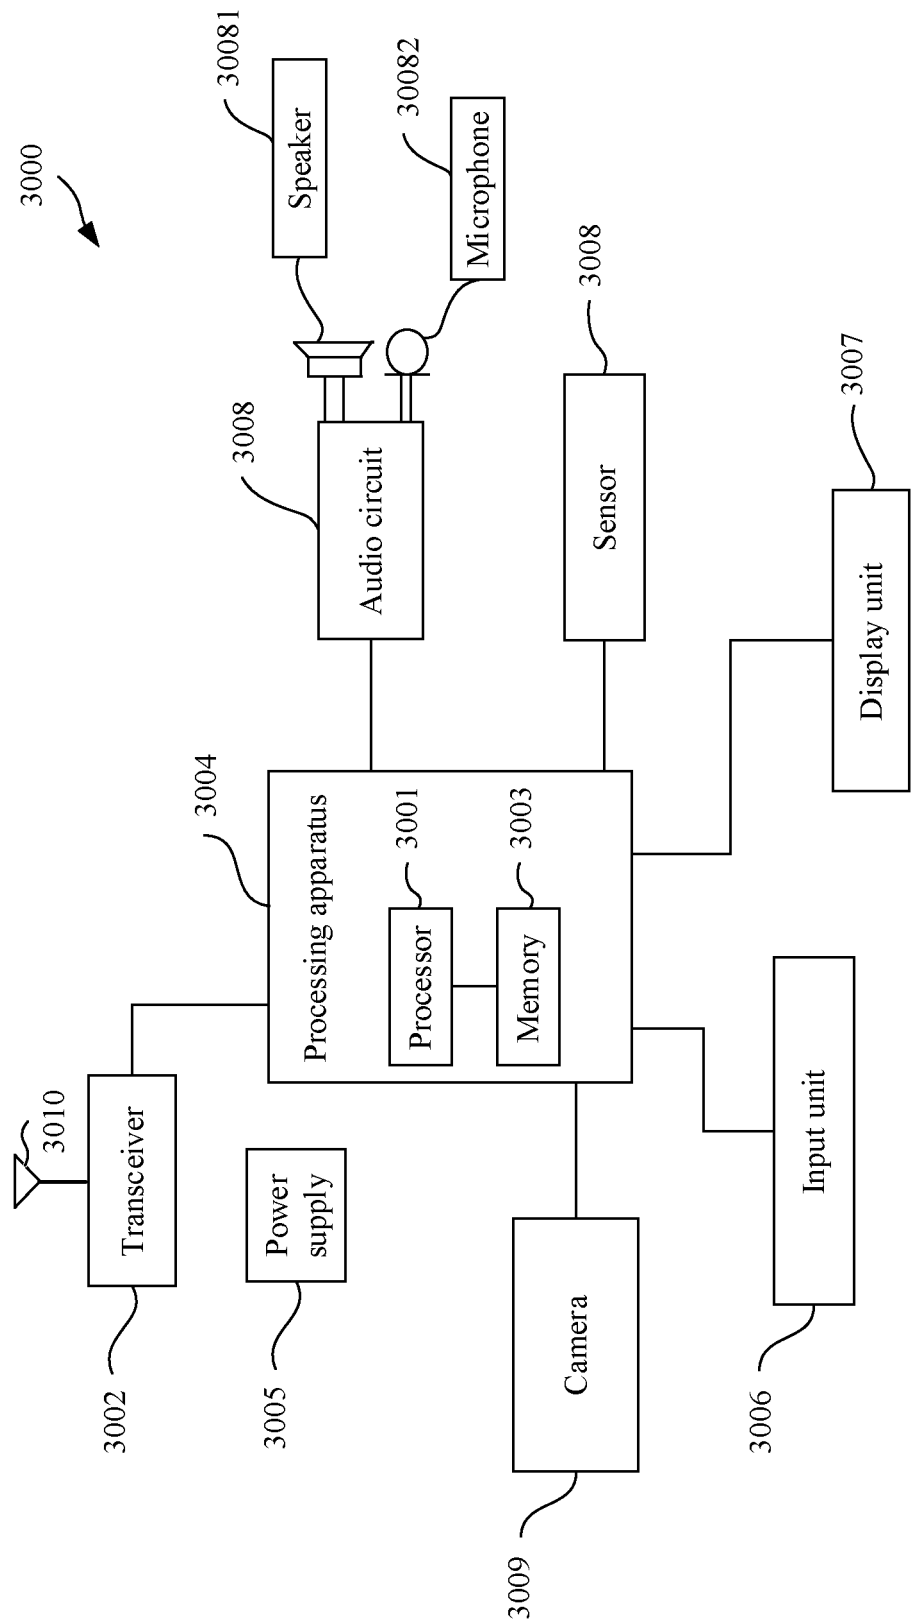 3000
3010
Transceiver
3002
Power
supply
3005
3004
Processing apparatus
Processor
3001
Memory
3003
Audio circuit
3008
Speaker
30081
Microphone
30082
Sensor
3008
Camera
3009
Input unit
3006
Display unit
3007